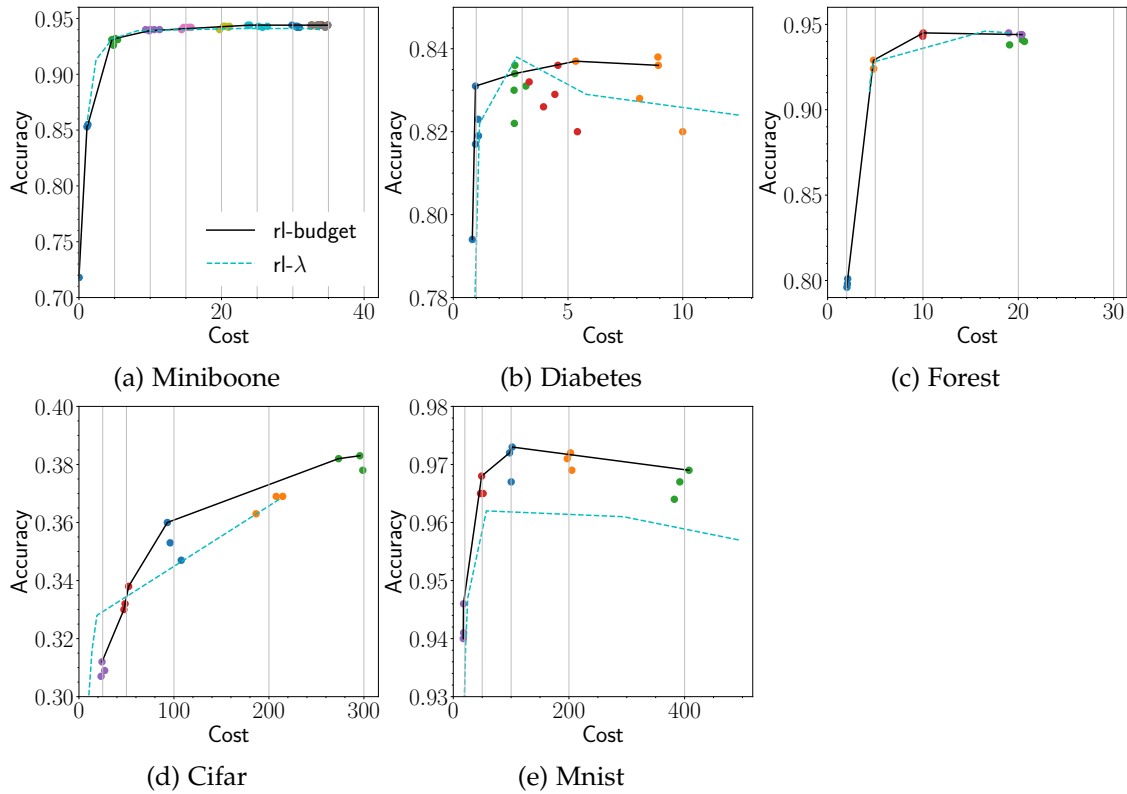 0.95
0.90
0.85
0.80
0.75
0.70
Accuracy
0
20
40
Cost
rl-budget
rl-λ
(a) Miniboone
0.84
0.82
0.80
0.78
Accuracy
5
10
Cost
(b) Diabetes
0.95
0.90
0.85
0.80
Accuracy
0
10
20
30
Cost
(c) Forest
0.40
0.38
0.36
0.34
0.32
0.30
Accuracy
0
100
200
300
Cost
(d) Cifar
0.98
0.97
0.96
0.95
0.94
0.93
Accuracy
0
200
400
Cost
(e) Mnist